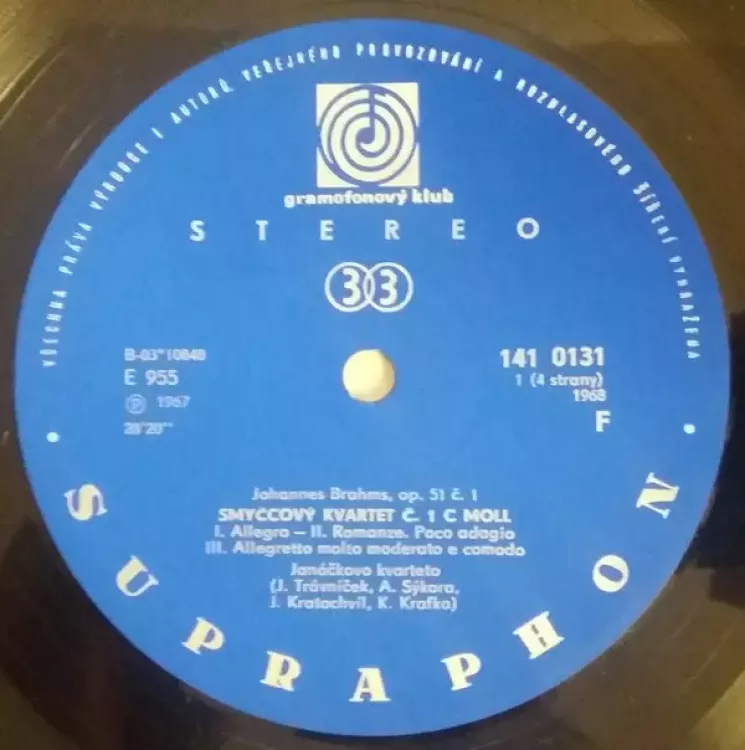 VŠECHNA PRÁVA VÝROBCE I AUTORŮ, VEŘEJNÉHO PROVOZOVÁNÍ A ROZHLASOVÉHO ŠÍŘENÍ VYHRAŽENA
gramofonový klub
STEREO
33
B-03*10840
E 955
Ⓟ 1967
28'20"
141 0131
1 (4 strany)
1968
F
Johannes Brahms, op. 51 č. 1
SMYČCOVÝ KVARTET Č. 1 C MOLL
I. Allegro – II. Romanze. Poco adagio
III. Allegretto molto moderato e comodo
Janáčkovo kvarteto
(J. Trávníček, A. Sýkora,
J. Kratochvíl, K. Krafka)
SUPRAPHON